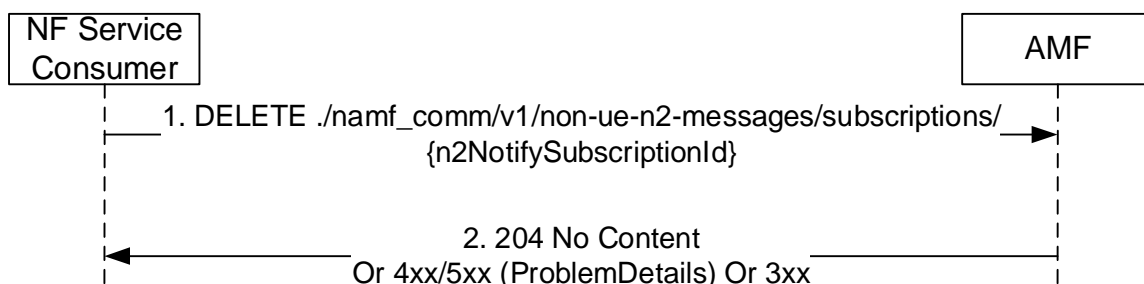 NF Service
Consumer
AMF
1. DELETE ./namf_comm/v1/non-ue-n2-messages/subscriptions/
{n2NotifySubscriptionId}
2. 204 No Content
Or 4xx/5xx (ProblemDetails) Or 3xx